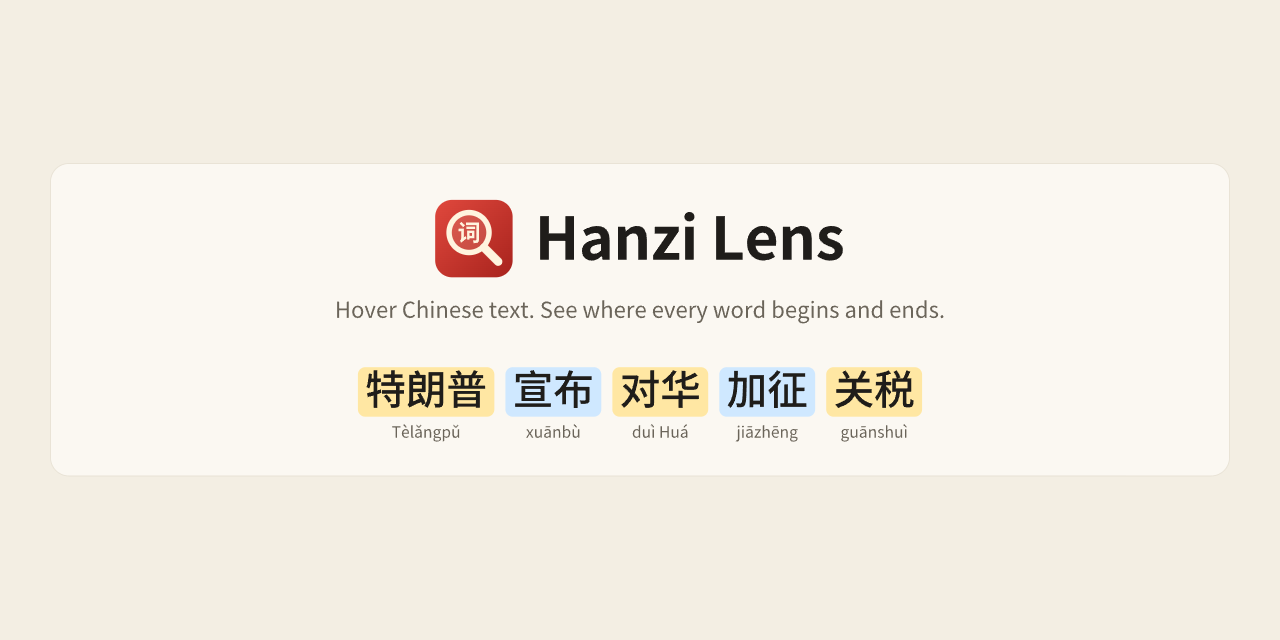 词 Hanzi Lens
Hover Chinese text. See where every word begins and ends.
特朗普 宣布 对华 加征 关税
Tèlǎngpǔ xuānbù duì Huá jiāzhēng guānshuì